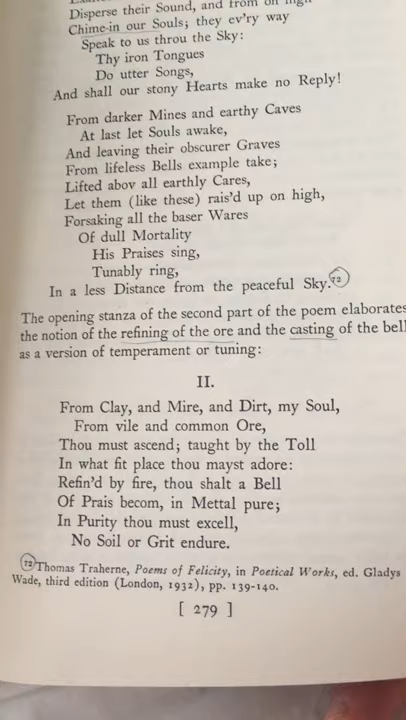 Disperse their Sound, and from on high
Chime-in our Souls; they ev'ry way
Speak to us throu the Sky:
Thy iron Tongues
Do utter Songs,
And shall our stony Hearts make no Reply!
From darker Mines and earthy Caves
At last let Souls awake,
And leaving their obscurer Graves
From lifeless Bells example take;
Lifted abov all earthly Cares,
Let them (like these) rais'd up on high,
Forsaking all the baser Wares
Of dull Mortality
His Praises sing,
Tunably ring,
In a less Distance from the peaceful Sky.72
The opening stanza of the second part of the poem elaborates
the notion of the refining of the ore and the casting of the bell
as a version of temperament or tuning:
II.
From Clay, and Mire, and Dirt, my Soul,
From vile and common Ore,
Thou must ascend; taught by the Toll
In what fit place thou mayst adore:
Refin'd by fire, thou shalt a Bell
Of Prais becom, in Mettal pure;
In Purity thou must excell,
No Soil or Grit endure.
72 Thomas Traherne, Poems of Felicity, in Poetical Works, ed. Gladys
Wade, third edition (London, 1932), pp. 139-140.
[ 279 ]